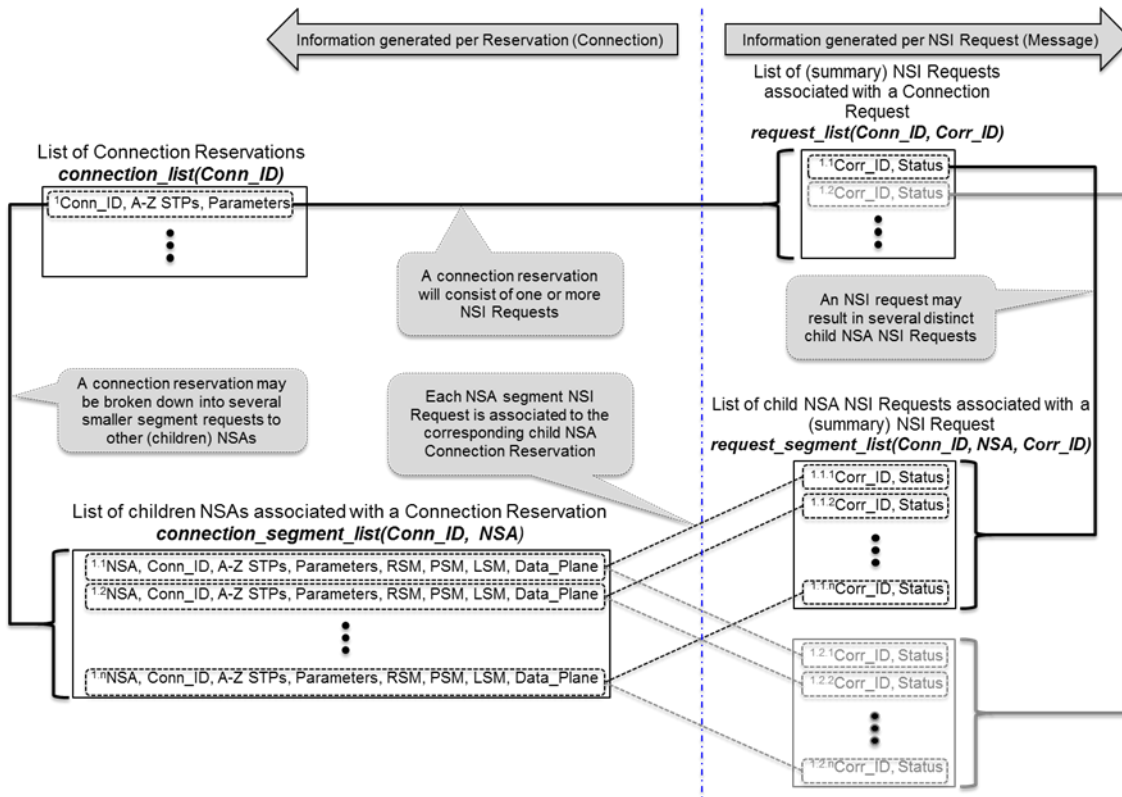 Information generated per Reservation (Connection)
Information generated per NSI Request (Message)
List of (summary) NSI Requests
associated with a Connection
Request
request_list(Conn_ID, Corr_ID)
List of Connection Reservations
connection_list(Conn_ID)
1.1Corr_ID, Status
1.2Corr_ID, Status
1Conn_ID, A-Z STPs, Parameters
A connection reservation
will consist of one or more
NSI Requests
An NSI request may
result in several distinct
child NSA NSI Requests
A connection reservation may
be broken down into several
smaller segment requests to
other (children) NSAs
Each NSA segment NSI
Request is associated to the
corresponding child NSA
Connection Reservation
List of child NSA NSI Requests associated with a
(summary) NSI Request
request_segment_list(Conn_ID, NSA, Corr_ID)
1.1.1Corr_ID, Status
1.1.2Corr_ID, Status
1.1.nCorr_ID, Status
List of children NSAs associated with a Connection Reservation
connection_segment_list(Conn_ID, NSA)
1.1NSA, Conn_ID, A-Z STPs, Parameters, RSM, PSM, LSM, Data_Plane
1.2NSA, Conn_ID, A-Z STPs, Parameters, RSM, PSM, LSM, Data_Plane
1.nNSA, Conn_ID, A-Z STPs, Parameters, RSM, PSM, LSM, Data_Plane
1.2.1Corr_ID, Status
1.2.2Corr_ID, Status
1.2.nCorr_ID, Status